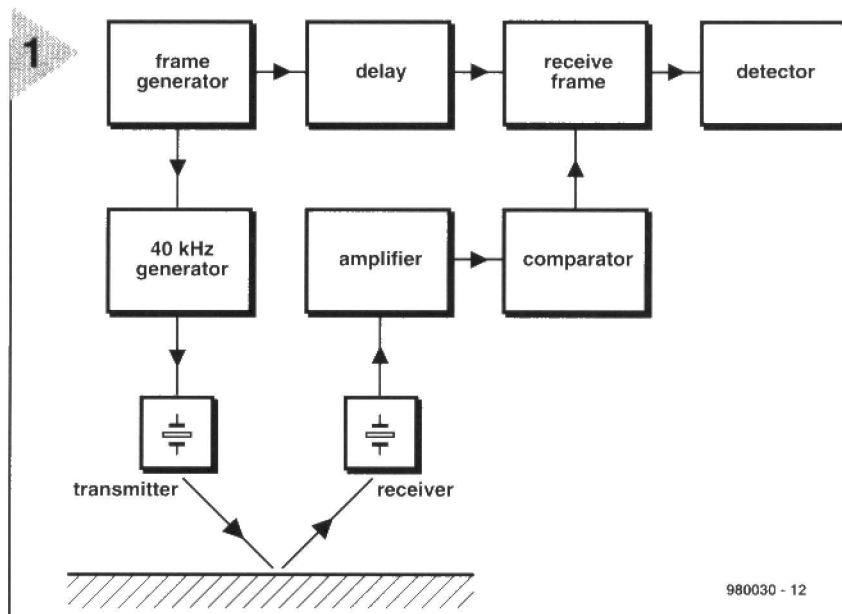 1
frame
generator
delay
receive
frame
detector
40 kHz
generator
amplifier
comparator
transmitter
receiver
980030 - 12